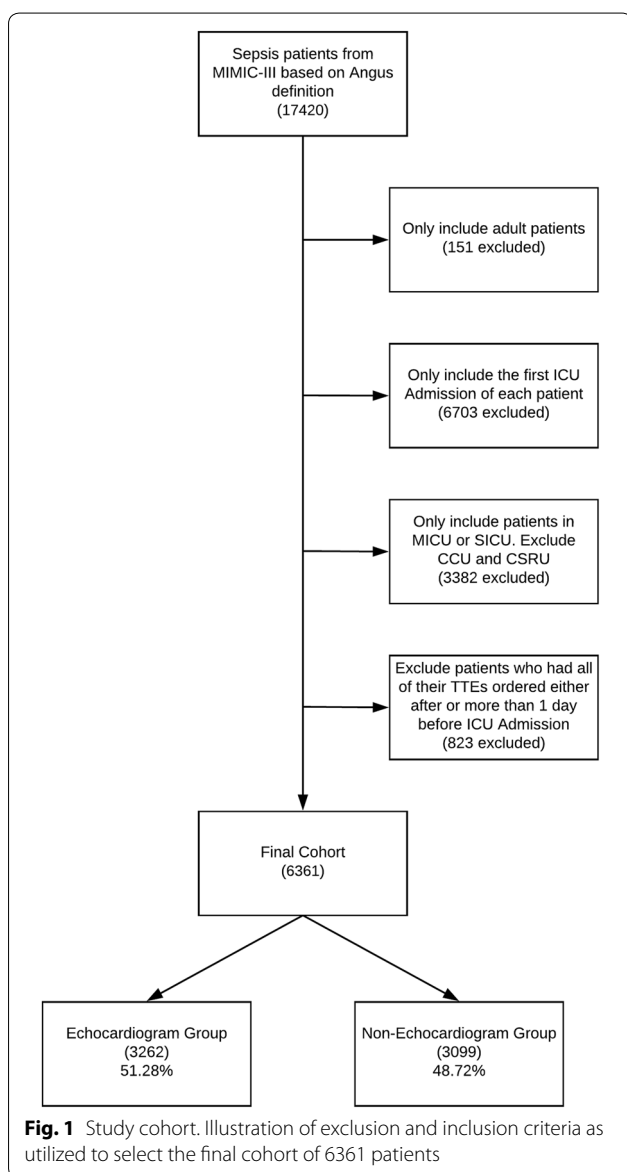 Sepsis patients from
MIMIC-III based on Angus
definition
(17420)
Only include adult patients
(151 excluded)
Only include the first ICU
Admission of each patient
(6703 excluded)
Only include patients in
MICU or SICU. Exclude
CCU and CSRU
(3382 excluded)
Exclude patients who had all
of their TTEs ordered either
after or more than 1 day
before ICU Admission
(823 excluded)
Final Cohort
(6361)
Echocardiogram Group
(3262)
51.28%
Non-Echocardiogram Group
(3099)
48.72%
Fig. 1 Study cohort. Illustration of exclusion and inclusion criteria as
utilized to select the final cohort of 6361 patients